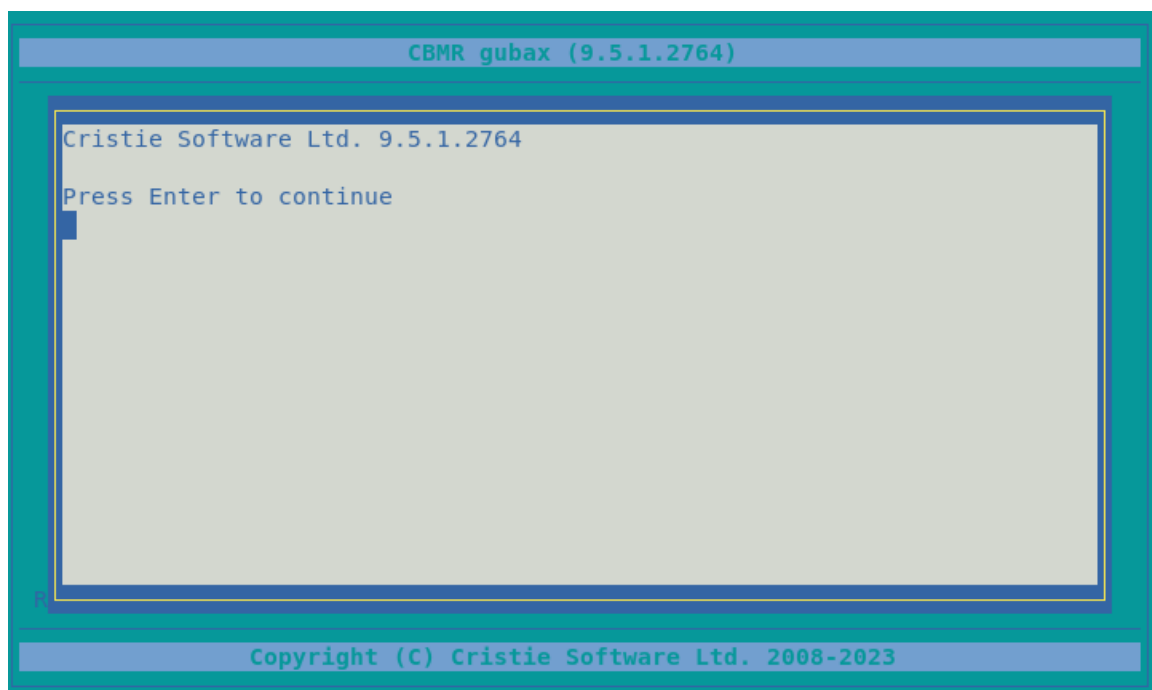 CBMR gubax (9.5.1.2764)
Cristie Software Ltd. 9.5.1.2764
Press Enter to continue
R
Copyright (C) Cristie Software Ltd. 2008-2023